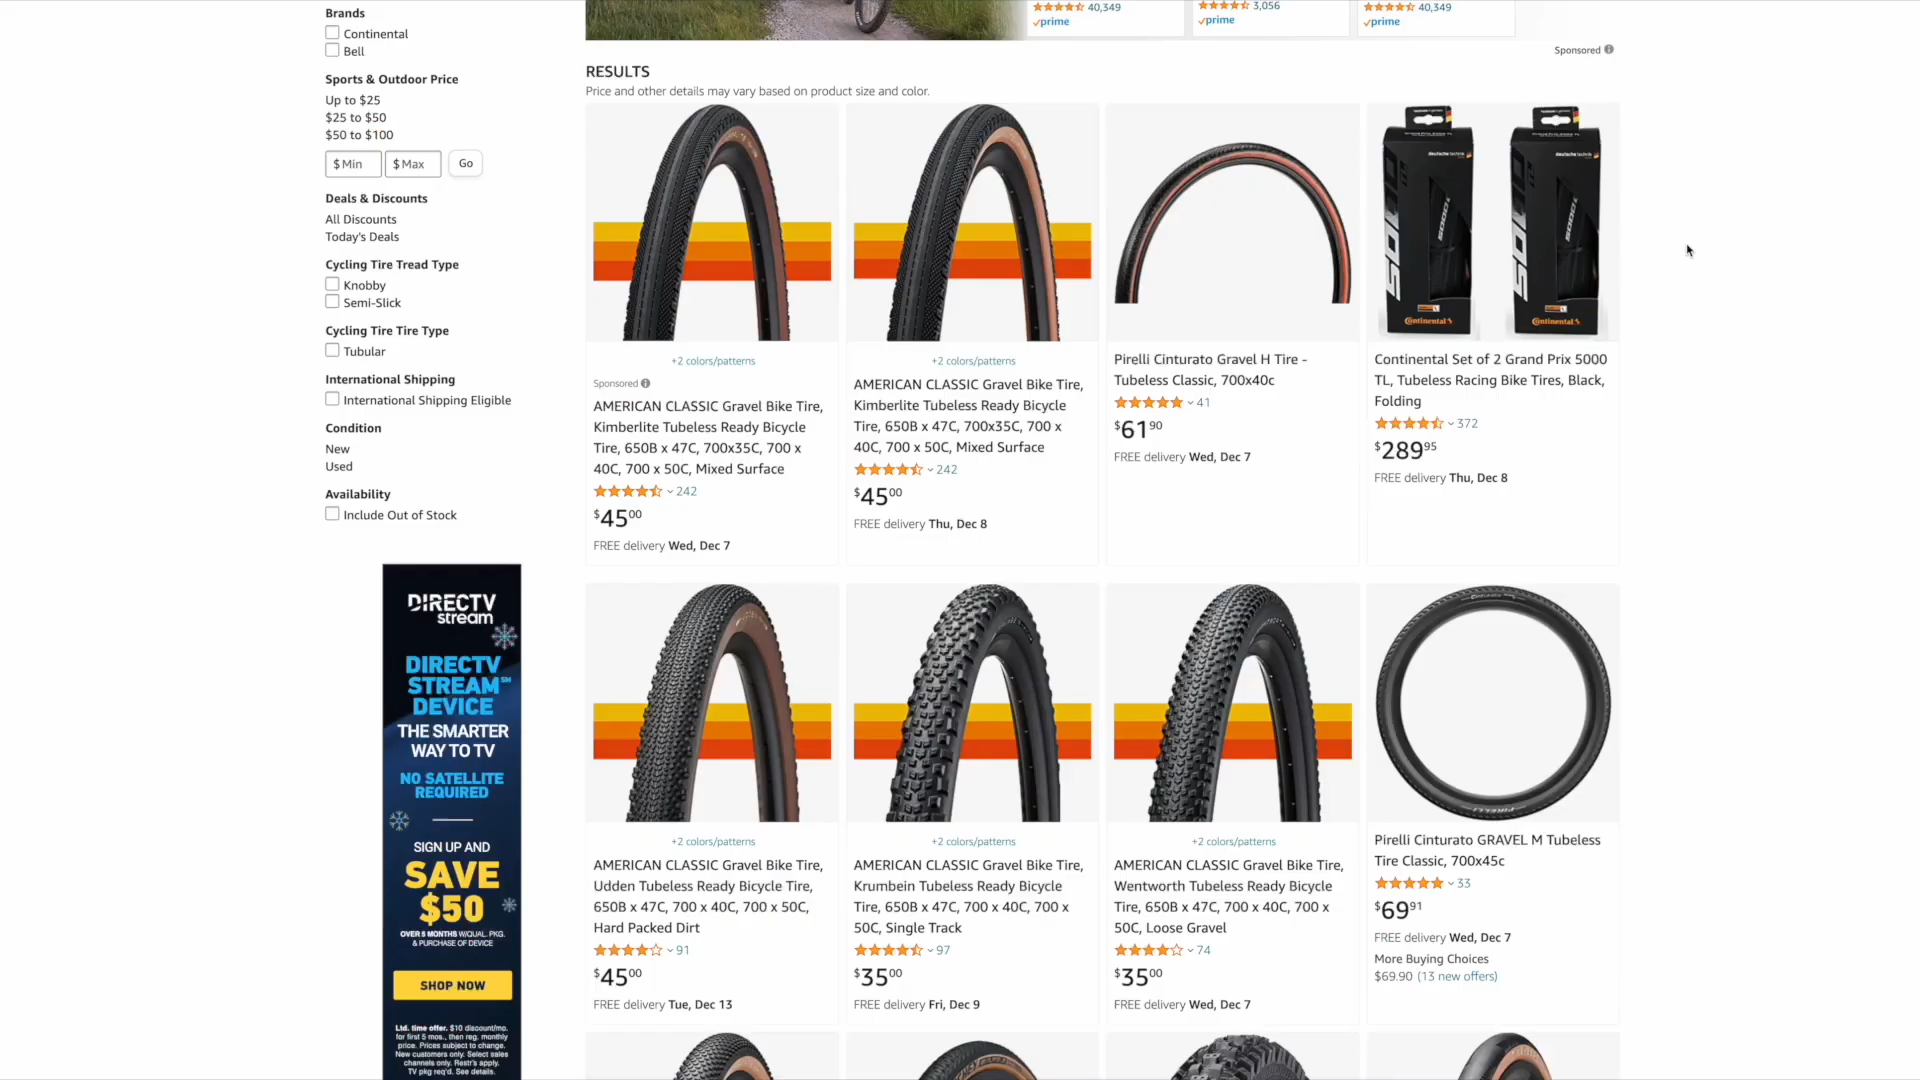 Brands
Continental
Bell
Sports & Outdoor Price
Up to $25
$25 to $50
$50 to $100
$ Min
$ Max
Go
Deals & Discounts
All Discounts
Today's Deals
Cycling Tire Tread Type
Knobby
Semi-Slick
Cycling Tire Tire Type
Tubular
International Shipping
International Shipping Eligible
Condition
New
Used
Availability
Include Out of Stock
DIRECTV
stream
DIRECTV
STREAM℠
DEVICE
THE SMARTER
WAY TO TV
NO SATELLITE
REQUIRED
SIGN UP AND
SAVE
$50
OVER 5 MONTHS W/QUAL. PKG.
& PURCHASE OF DEVICE
SHOP NOW
Ltd. time offer. $10 discount/mo.
for first 5 mos., then reg. monthly
price. Prices subject to change.
New customers only. Select sales
channels only. Restr's apply.
TV pkg req'd. See details.
40,349
prime
3,056
prime
40,349
prime
Sponsored
RESULTS
Price and other details may vary based on product size and color.
+2 colors/patterns
Sponsored
AMERICAN CLASSIC Gravel Bike Tire,
Kimberlite Tubeless Ready Bicycle
Tire, 650B x 47C, 700x35C, 700 x
40C, 700 x 50C, Mixed Surface
242
$45 00
FREE delivery Wed, Dec 7
+2 colors/patterns
AMERICAN CLASSIC Gravel Bike Tire,
Kimberlite Tubeless Ready Bicycle
Tire, 650B x 47C, 700x35C, 700 x
40C, 700 x 50C, Mixed Surface
242
$45 00
FREE delivery Thu, Dec 8
Pirelli Cinturato Gravel H Tire -
Tubeless Classic, 700x40c
41
$61 90
FREE delivery Wed, Dec 7
deutsche technik
5000
Continental
deutsche technik
5000
Continental
Continental Set of 2 Grand Prix 5000
TL, Tubeless Racing Bike Tires, Black,
Folding
372
$289 95
FREE delivery Thu, Dec 8
+2 colors/patterns
AMERICAN CLASSIC Gravel Bike Tire,
Udden Tubeless Ready Bicycle Tire,
650B x 47C, 700 x 40C, 700 x 50C,
Hard Packed Dirt
91
$45 00
FREE delivery Tue, Dec 13
+2 colors/patterns
AMERICAN CLASSIC Gravel Bike Tire,
Krumbein Tubeless Ready Bicycle
Tire, 650B x 47C, 700 x 40C, 700 x
50C, Single Track
97
$35 00
FREE delivery Fri, Dec 9
+2 colors/patterns
AMERICAN CLASSIC Gravel Bike Tire,
Wentworth Tubeless Ready Bicycle
Tire, 650B x 47C, 700 x 40C, 700 x
50C, Loose Gravel
74
$35 00
FREE delivery Wed, Dec 7
PIRELLI
Pirelli Cinturato GRAVEL M Tubeless
Tire Classic, 700x45c
33
$69 91
FREE delivery Wed, Dec 7
More Buying Choices
$69.90 (13 new offers)